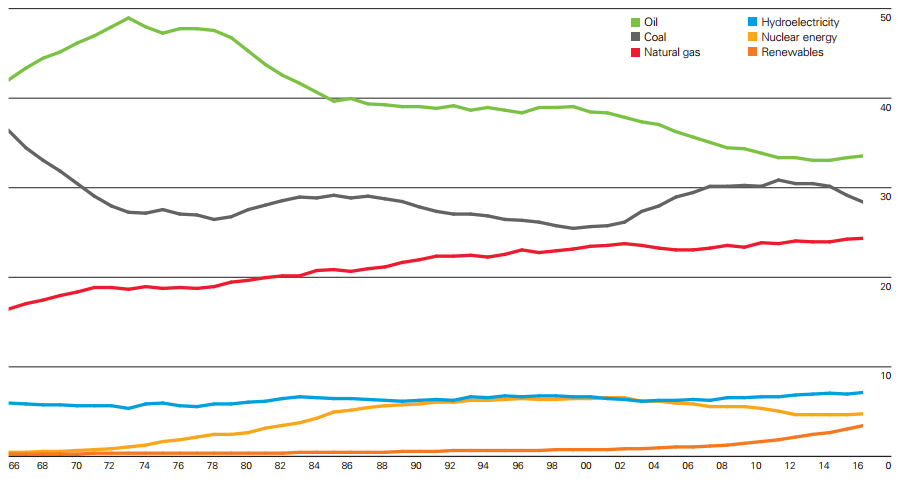 50
Oil
Hydroelectricity
Coal
Nuclear energy
Natural gas
Renewables
40
30
20
10
66 68 70 72 74 76 78 80 82 84 86 88 90 92 94 96 98 00 02 04 06 08 10 12 14 16 0